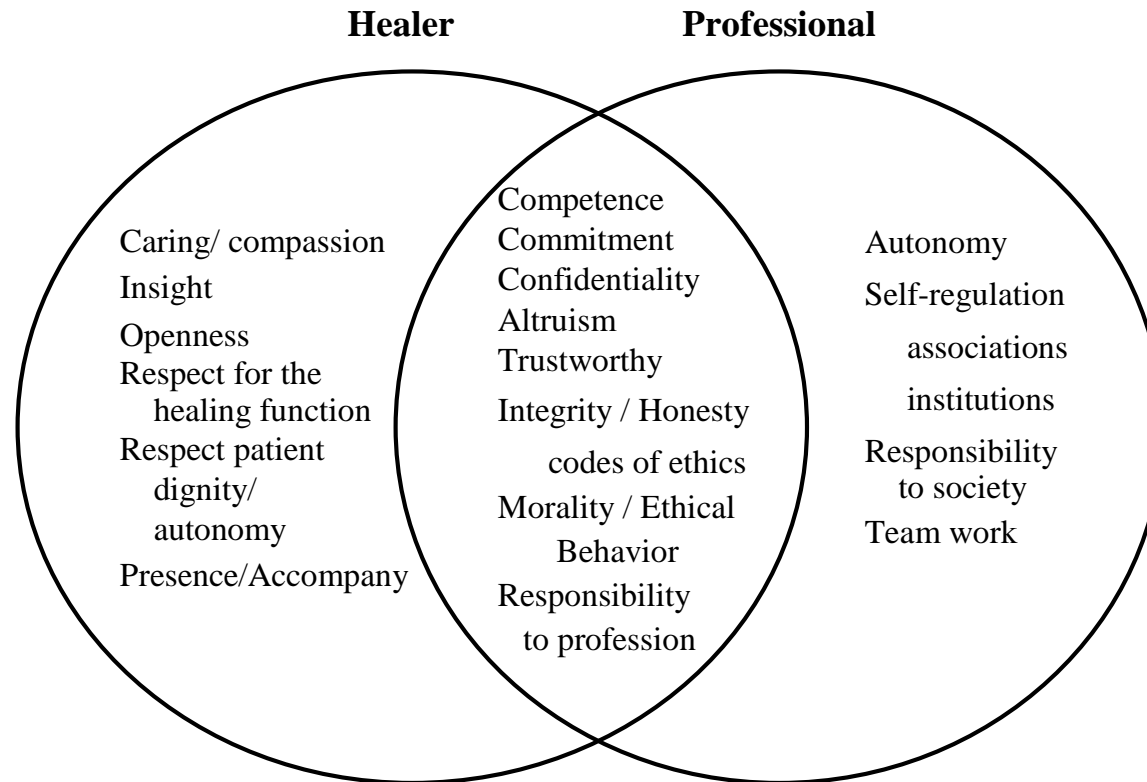 Healer
Professional
Caring/ compassion
Insight
Openness
Respect for the
healing function
Respect patient
dignity/
autonomy
Presence/Accompany
Competence
Commitment
Confidentiality
Altruism
Trustworthy
Integrity / Honesty
codes of ethics
Morality / Ethical
Behavior
Responsibility
to profession
Autonomy
Self-regulation
associations
institutions
Responsibility
to society
Team work